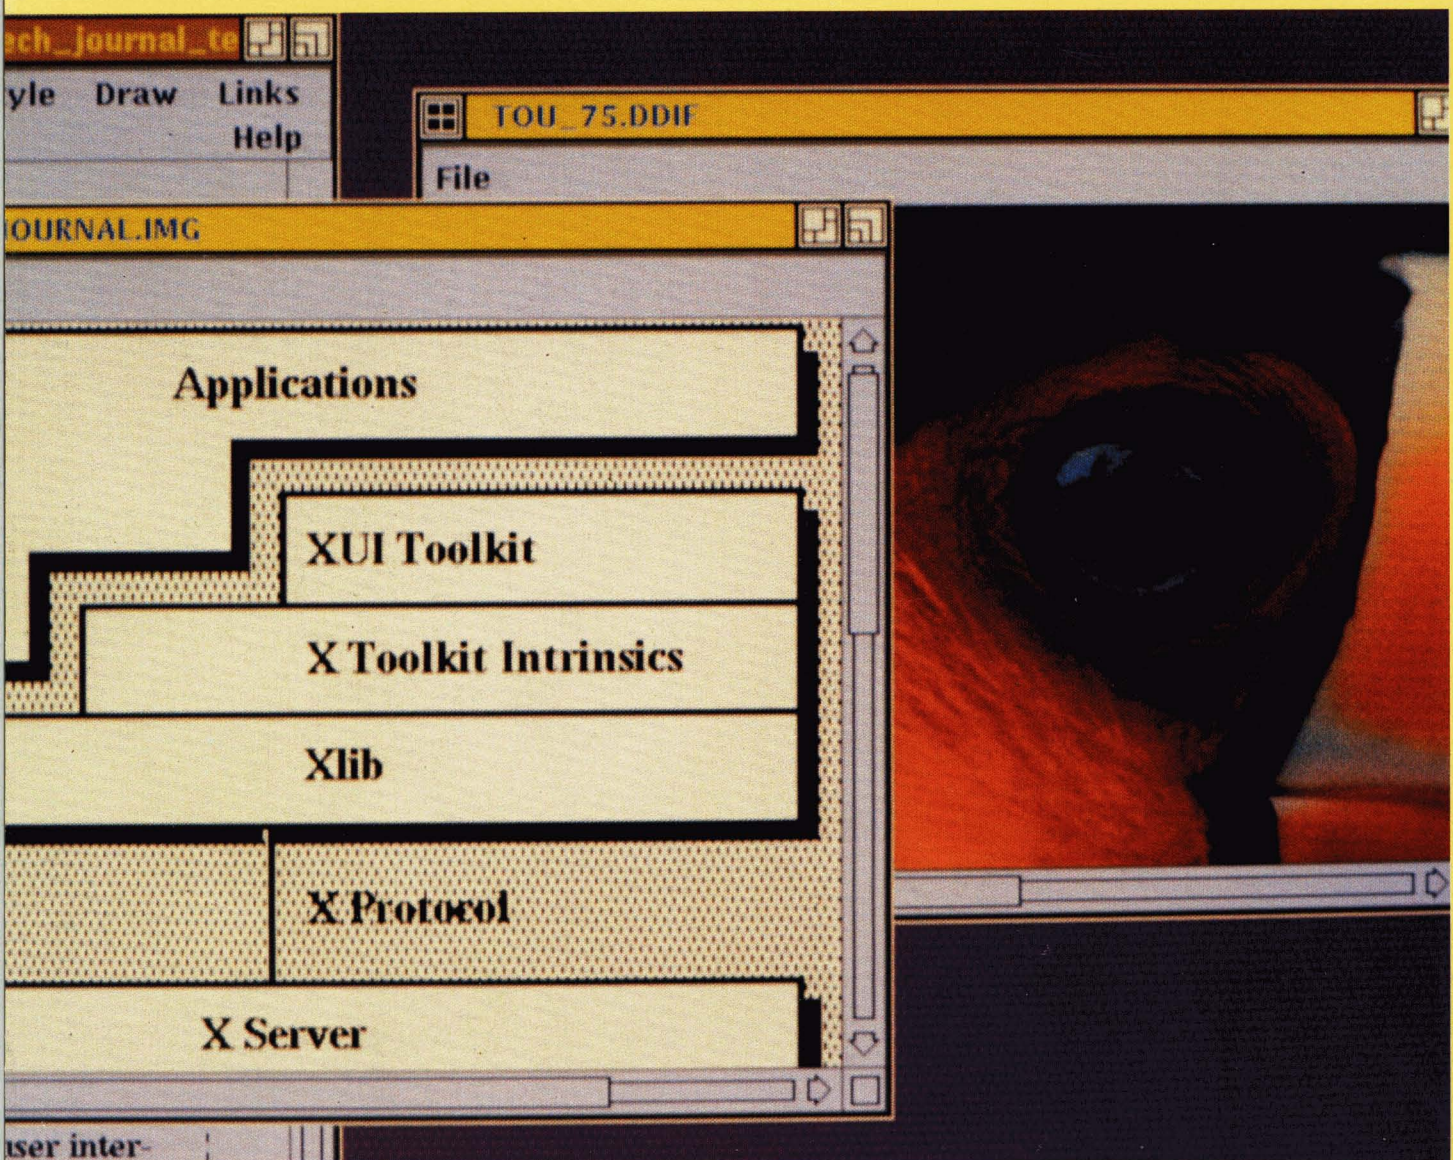 ech_journal_te
yle Draw Links
Help
TOU_75.DDIF
File
JOURNAL.IMG
Applications
XUI Toolkit
X Toolkit Intrinsics
Xlib
X Protocol
X Server
user inter-